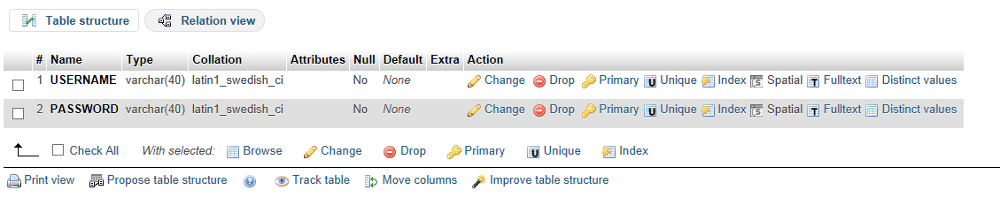 Table structure Relation view
# Name Type Collation Attributes Null Default Extra Action
1 USERNAME varchar(40) latin1_swedish_ci No None Change Drop Primary Unique Index Spatial Fulltext Distinct values
2 PASSWORD varchar(40) latin1_swedish_ci No None Change Drop Primary Unique Index Spatial Fulltext Distinct values
Check All With selected: Browse Change Drop Primary Unique Index
Print view Propose table structure Track table Move columns Improve table structure